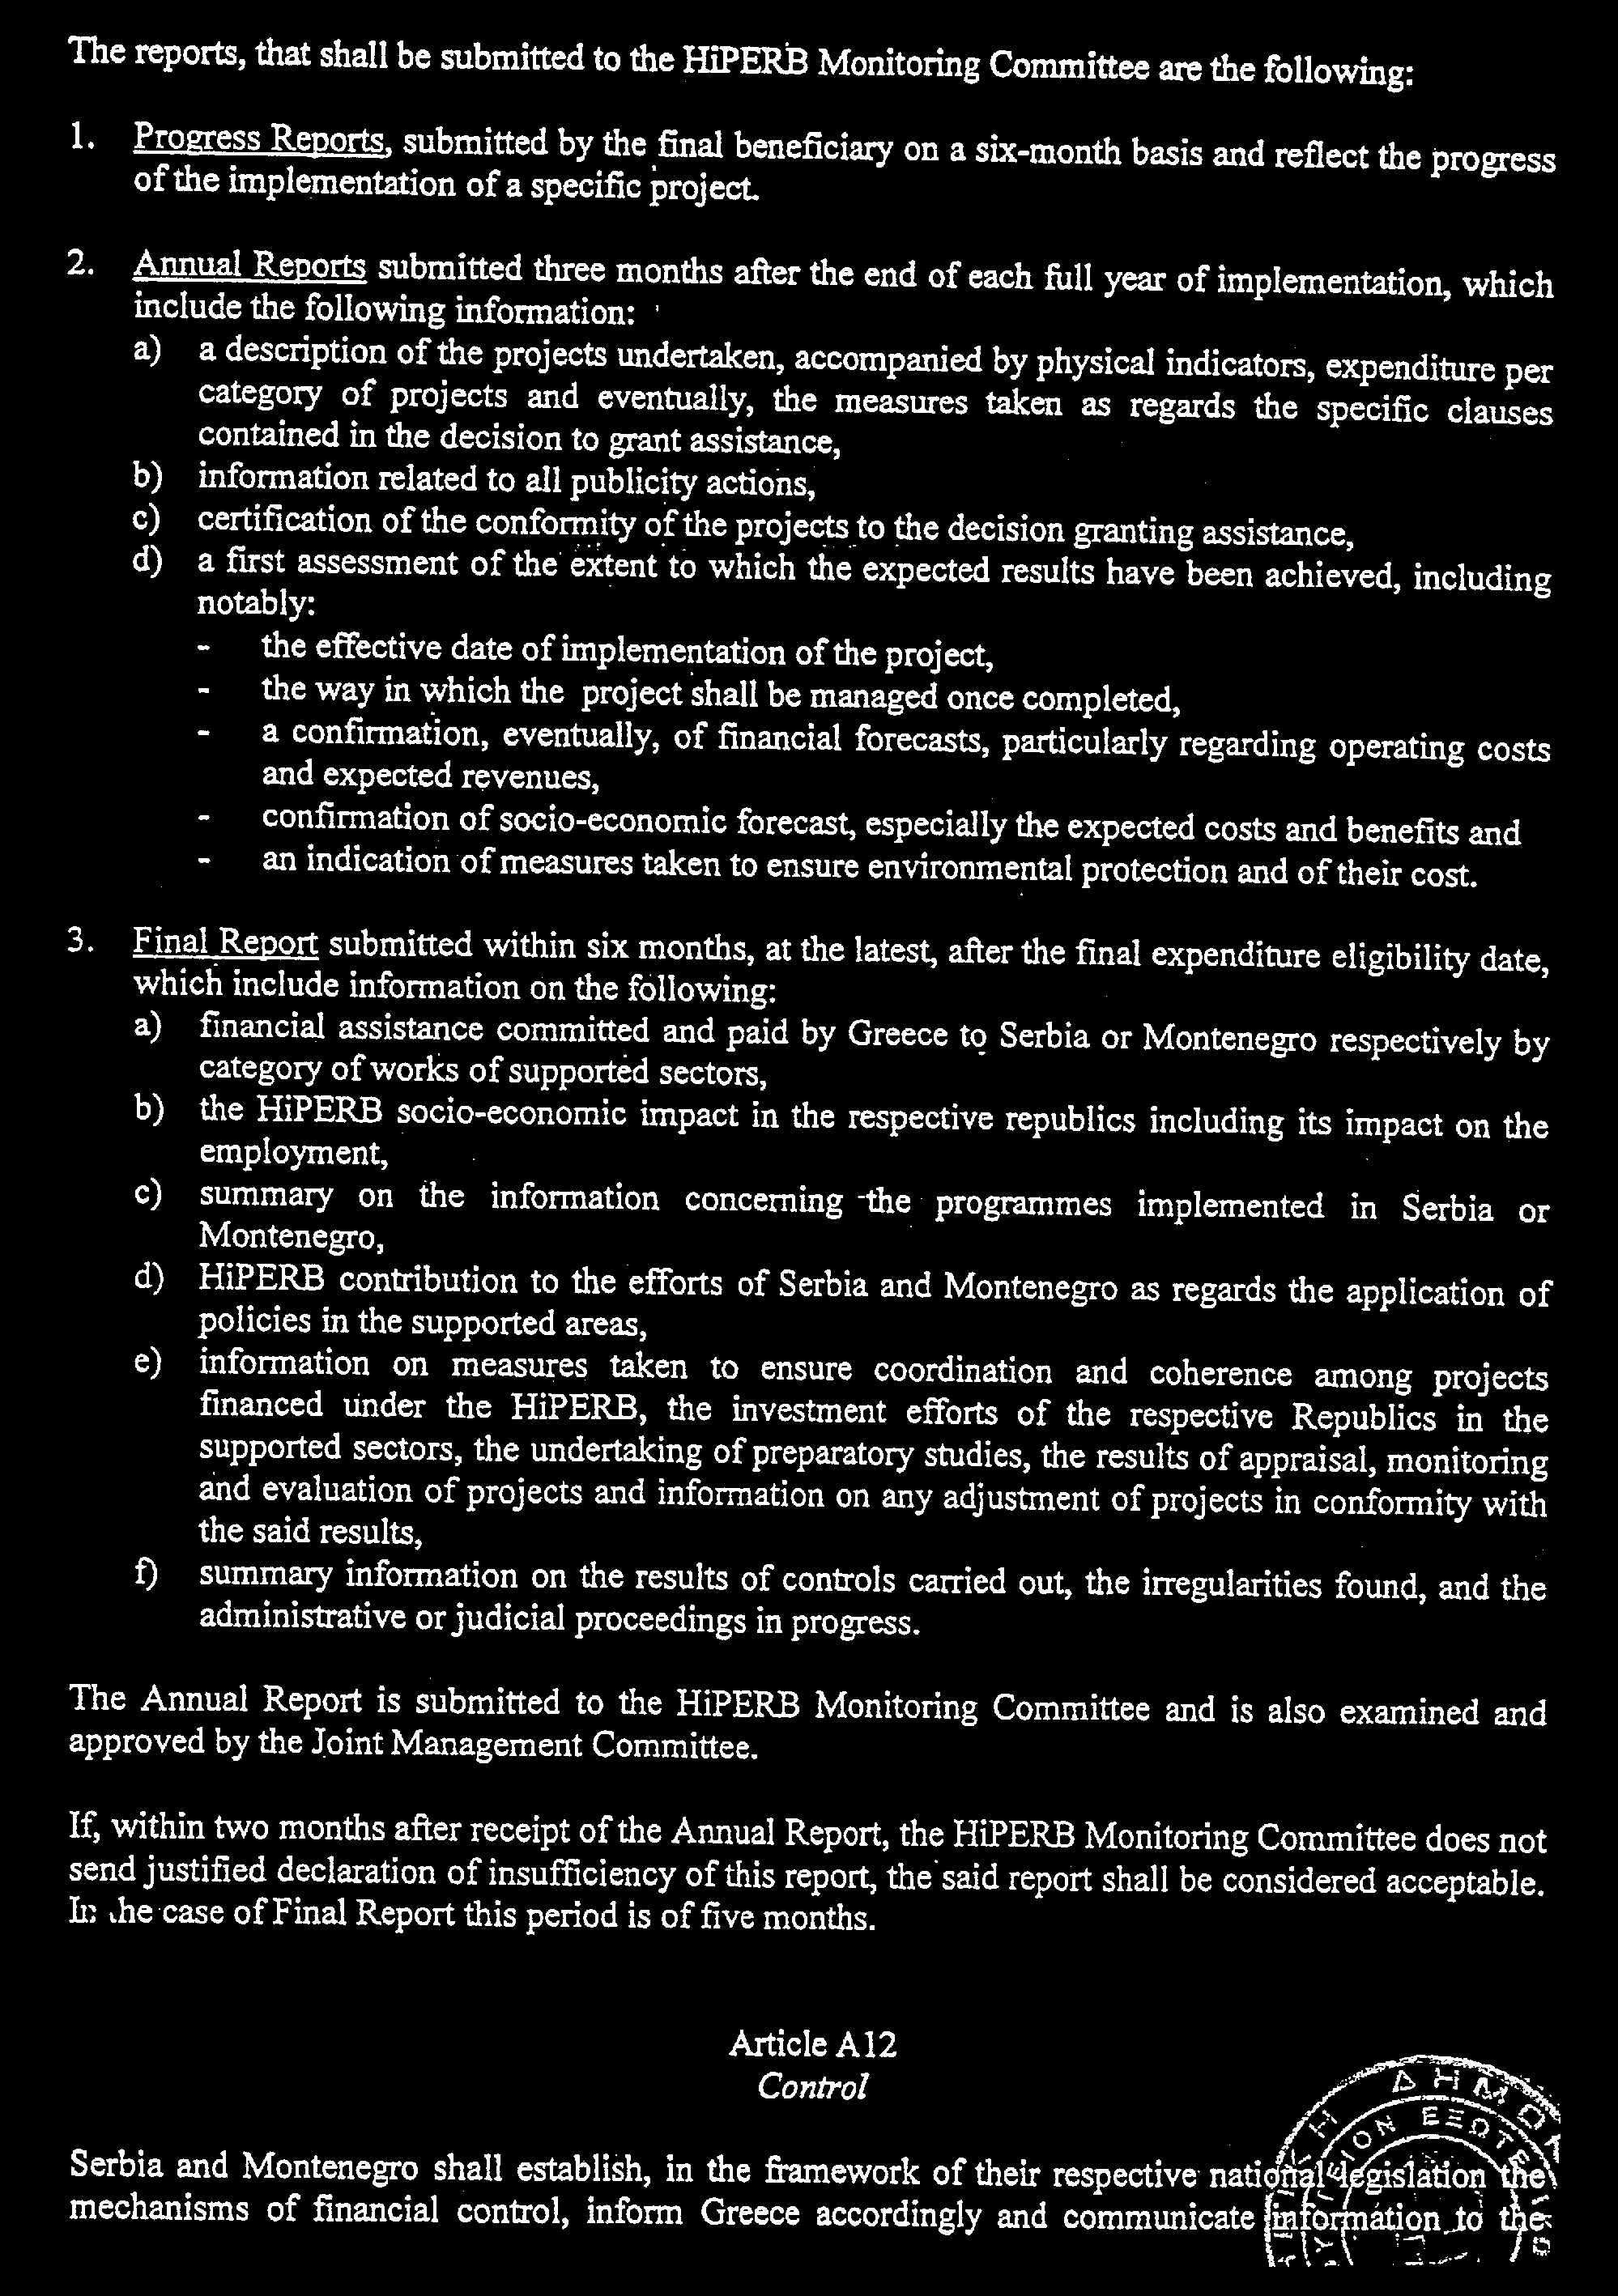 The reports, that shall be submitted to the HiPERB Monitoring Committee are the following:
1. Progress Reports, submitted by the final beneficiary on a six-month basis and reflect the progress
of the implementation of a specific project.
2. Annual Reports submitted three months after the end of each full year of implementation, which
include the following information:
a) a description of the projects undertaken, accompanied by physical indicators, expenditure per
category of projects and eventually, the measures taken as regards the specific clauses
contained in the decision to grant assistance,
b) information related to all publicity actions,
c) certification of the conformity of the projects to the decision granting assistance,
d) a first assessment of the extent to which the expected results have been achieved, including
notably:
- the effective date of implementation of the project,
- the way in which the project shall be managed once completed,
- a confirmation, eventually, of financial forecasts, particularly regarding operating costs
and expected revenues,
- confirmation of socio-economic forecast, especially the expected costs and benefits and
- an indication of measures taken to ensure environmental protection and of their cost.
3. Final Report submitted within six months, at the latest, after the final expenditure eligibility date,
which include information on the following:
a) financial assistance committed and paid by Greece to Serbia or Montenegro respectively by
category of works of supported sectors,
b) the HiPERB socio-economic impact in the respective republics including its impact on the
employment,
c) summary on the information concerning the programmes implemented in Serbia or
Montenegro,
d) HiPERB contribution to the efforts of Serbia and Montenegro as regards the application of
policies in the supported areas,
e) information on measures taken to ensure coordination and coherence among projects
financed under the HiPERB, the investment efforts of the respective Republics in the
supported sectors, the undertaking of preparatory studies, the results of appraisal, monitoring
and evaluation of projects and information on any adjustment of projects in conformity with
the said results,
f) summary information on the results of controls carried out, the irregularities found, and the
administrative or judicial proceedings in progress.
The Annual Report is submitted to the HiPERB Monitoring Committee and is also examined and
approved by the Joint Management Committee.
If, within two months after receipt of the Annual Report, the HiPERB Monitoring Committee does not
send justified declaration of insufficiency of this report, the said report shall be considered acceptable.
In the case of Final Report this period is of five months.
Article A12
Control
Serbia and Montenegro shall establish, in the framework of their respective national legislation the
mechanisms of financial control, inform Greece accordingly and communicate information to the